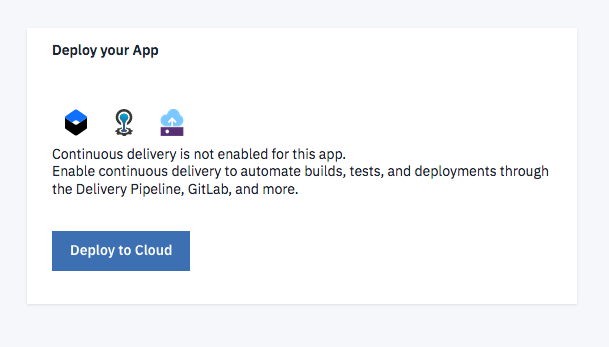 Deploy your App
Continuous delivery is not enabled for this app.
Enable continuous delivery to automate builds, tests, and deployments through
the Delivery Pipeline, GitLab, and more.
Deploy to Cloud